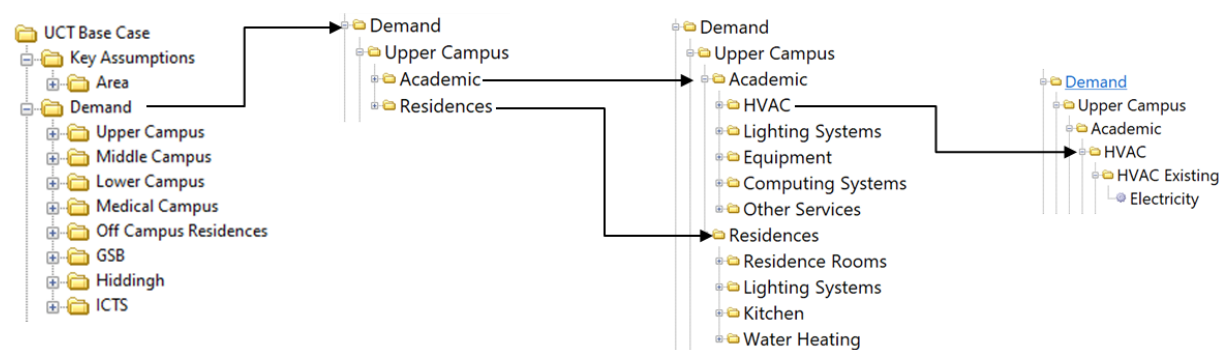 UCT Base Case
Key Assumptions
Area
Demand
Upper Campus
Middle Campus
Lower Campus
Medical Campus
Off Campus Residences
GSB
Hiddingh
ICTS
Demand
Upper Campus
Academic
Residences
Demand
Upper Campus
Academic
HVAC
Lighting Systems
Equipment
Computing Systems
Other Services
Residences
Residence Rooms
Lighting Systems
Kitchen
Water Heating
Demand
Upper Campus
Academic
HVAC
HVAC Existing
Electricity